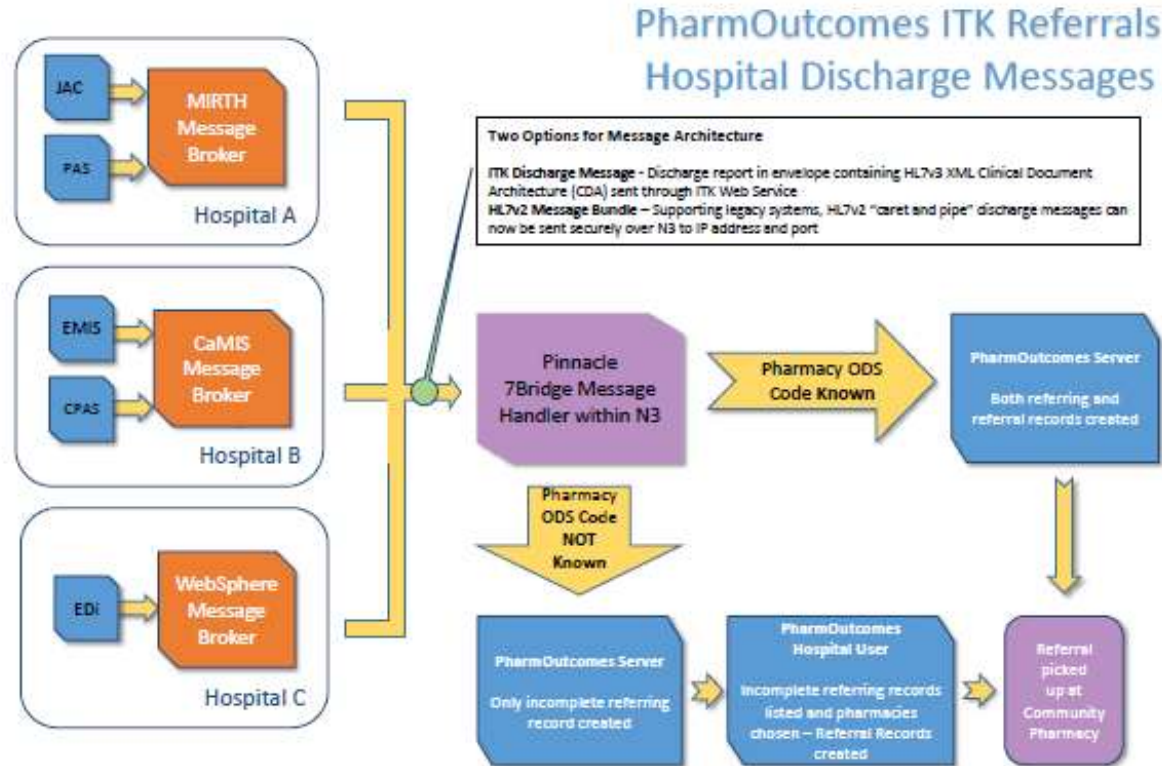 PharmOutcomes ITK Referrals
Hospital Discharge Messages
JAC
PAS
MIRTH
Message
Broker
Hospital A
Two Options for Message Architecture
ITK Discharge Message - Discharge report in envelope containing HL7v3 XML Clinical Document
Architecture (CDA) sent through ITK Web Service
HL7v2 Message Bundle – Supporting legacy systems, HL7v2 "caret and pipe" discharge messages can
now be sent securely over N3 to IP address and port
EMIS
CPAS
CaMIS
Message
Broker
Hospital B
Pinnacle
7Bridge Message
Handler within N3
Pharmacy ODS
Code Known
PharmOutcomes Server
Both referring and
referral records created
Pharmacy
ODS Code
NOT
Known
EDi
WebSphere
Message
Broker
Hospital C
PharmOutcomes Server
Only incomplete referring
record created
PharmOutcomes
Hospital User
Incomplete referring records
listed and pharmacies
chosen – Referral Records
created
Referral
picked
up at
Community
Pharmacy